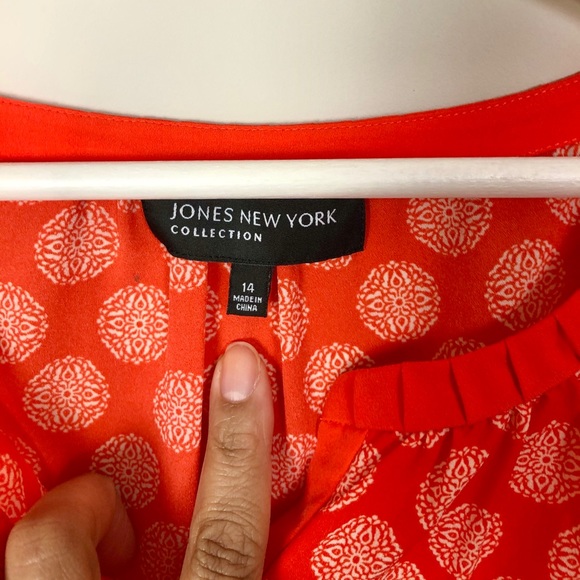 JONES NEW YORK
COLLECTION
14
MADE IN
CHINA